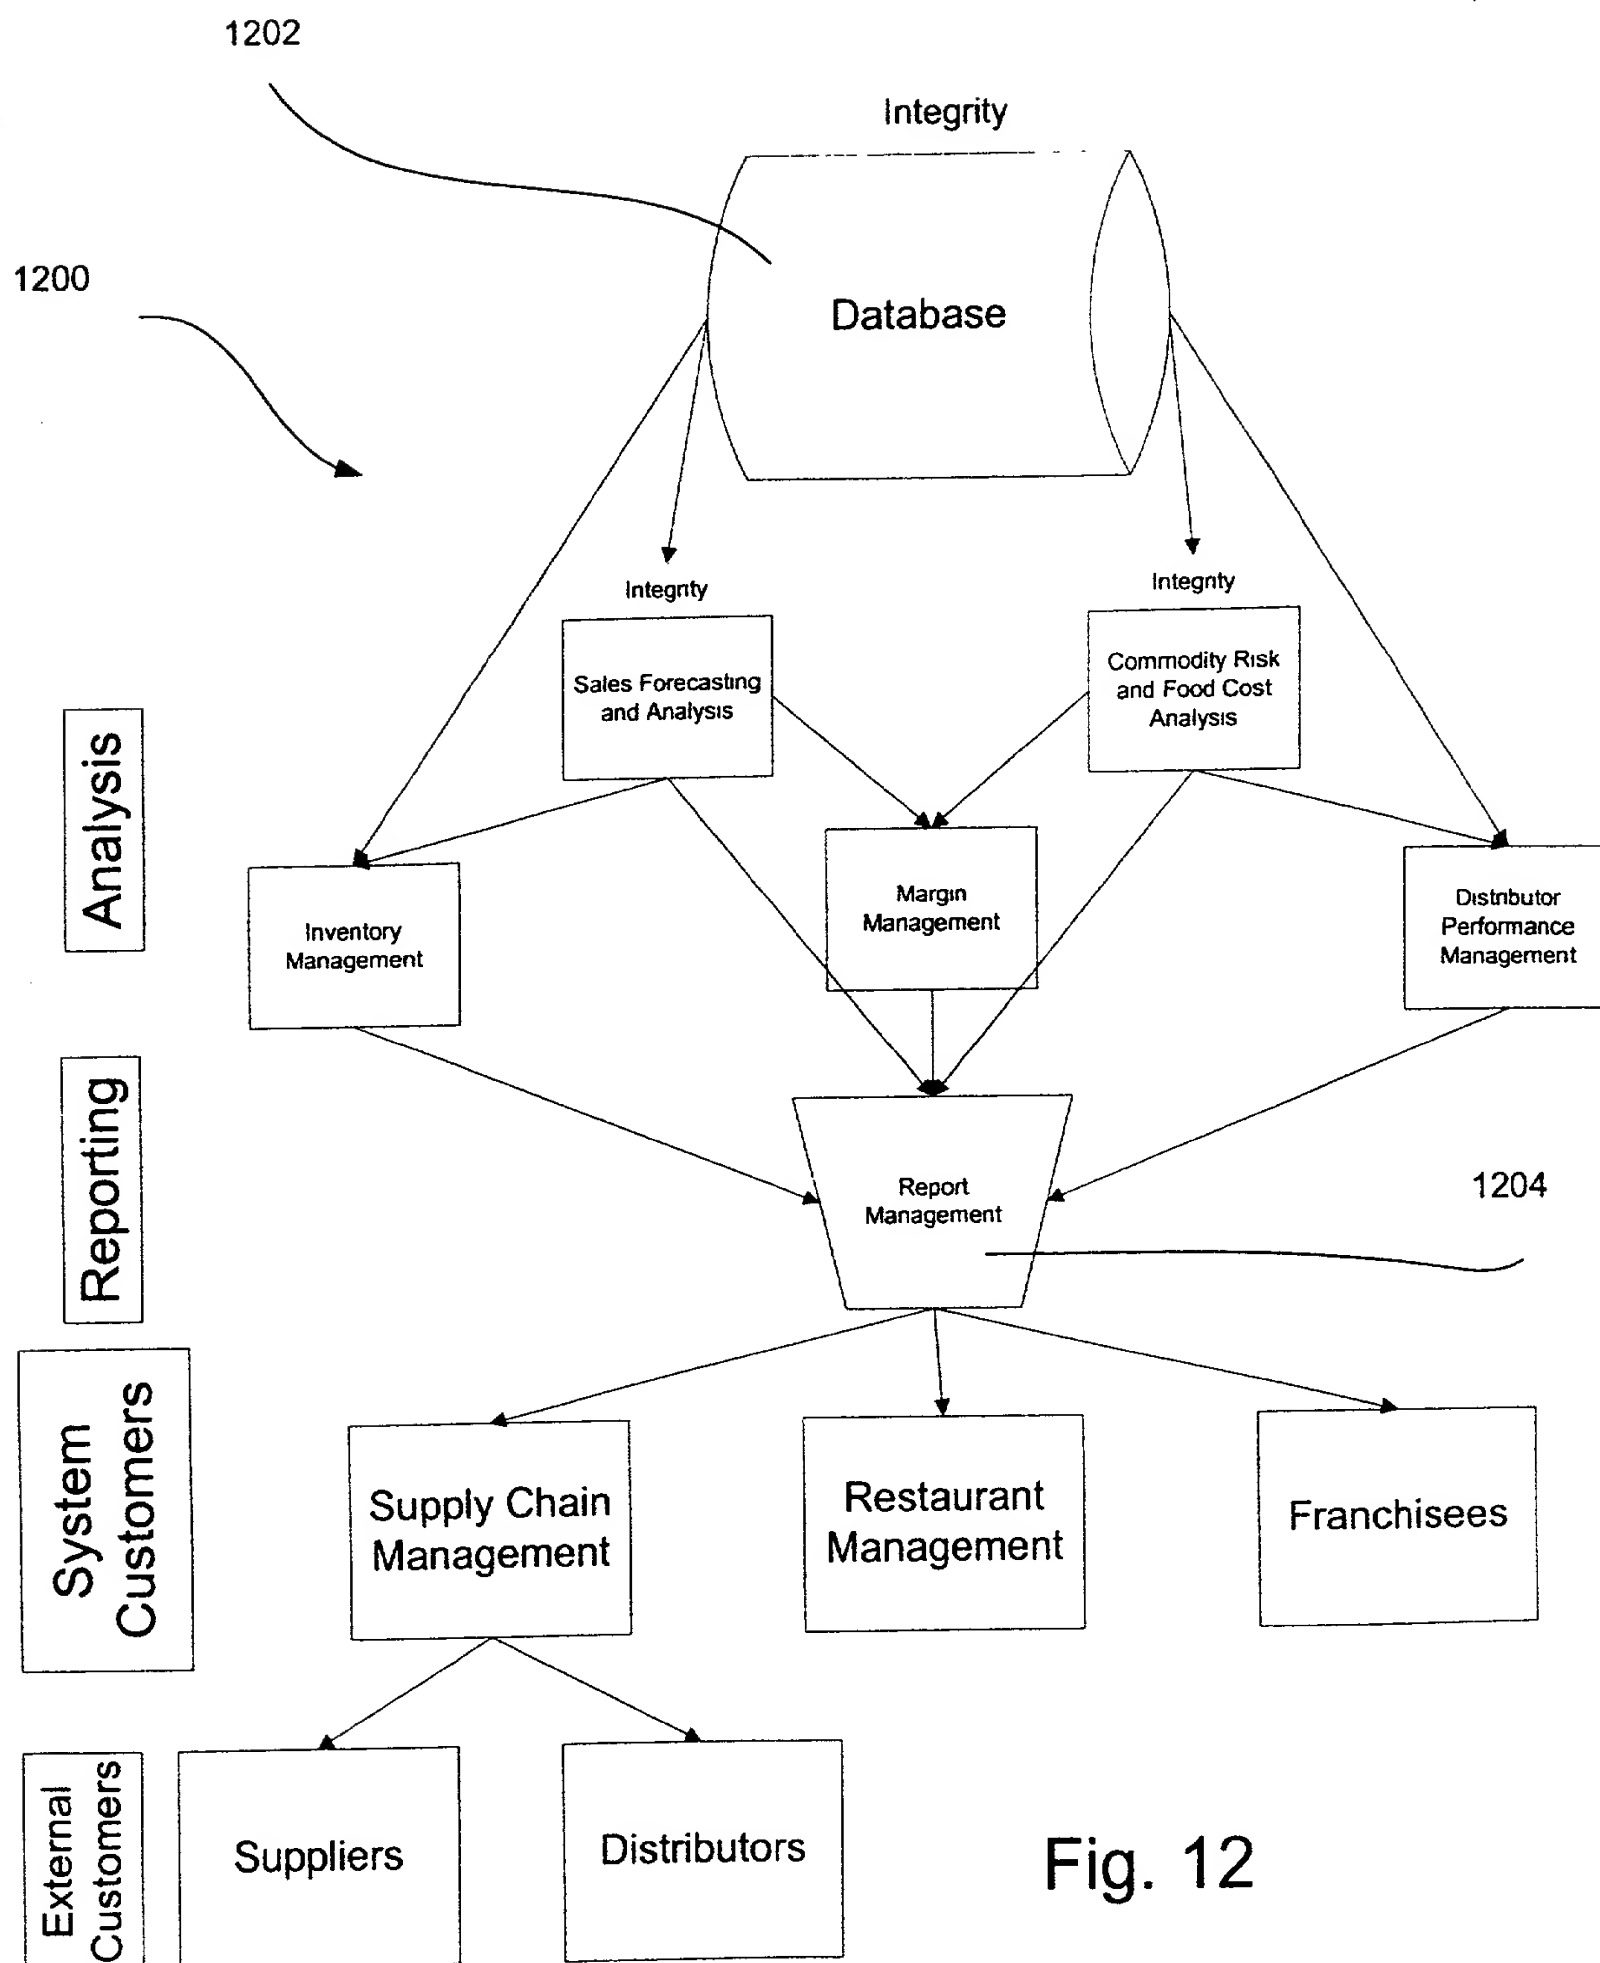 1202
Integrity
1200
Database
Integrity
Integrity
Sales Forecasting
and Analysis
Commodity Risk
and Food Cost
Analysis
Analysis
Inventory
Management
Margin
Management
Distributor
Performance
Management
Reporting
Report
Management
1204
System
Customers
Supply Chain
Management
Restaurant
Management
Franchisees
External
Customers
Suppliers
Distributors
Fig. 12